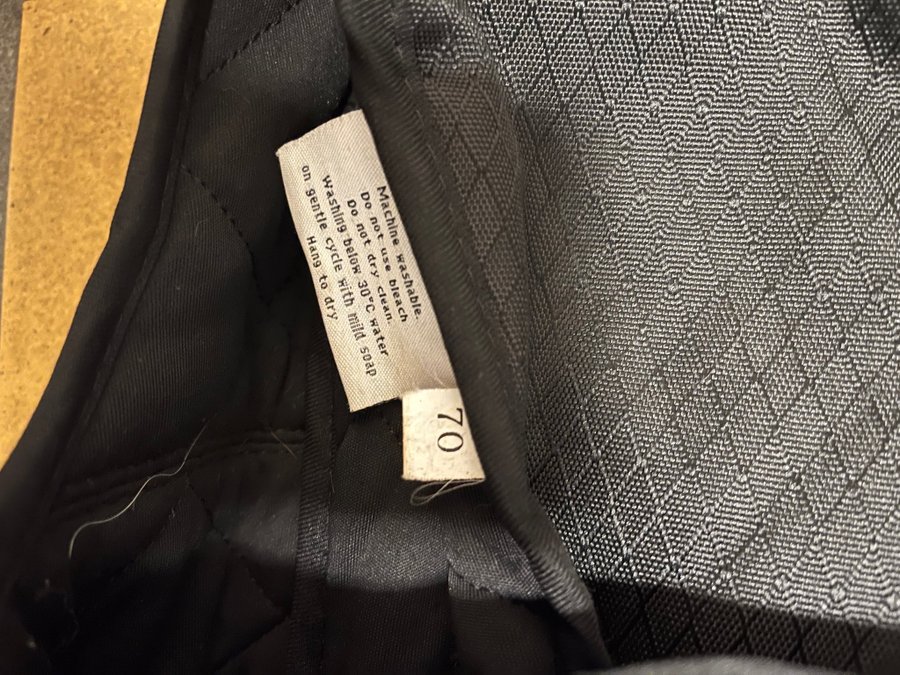 Machine washable.
Do not use bleach
Do not dry clean.
Washing below 30°C water
on gentle cycle with mild soap
Hang to dry
70